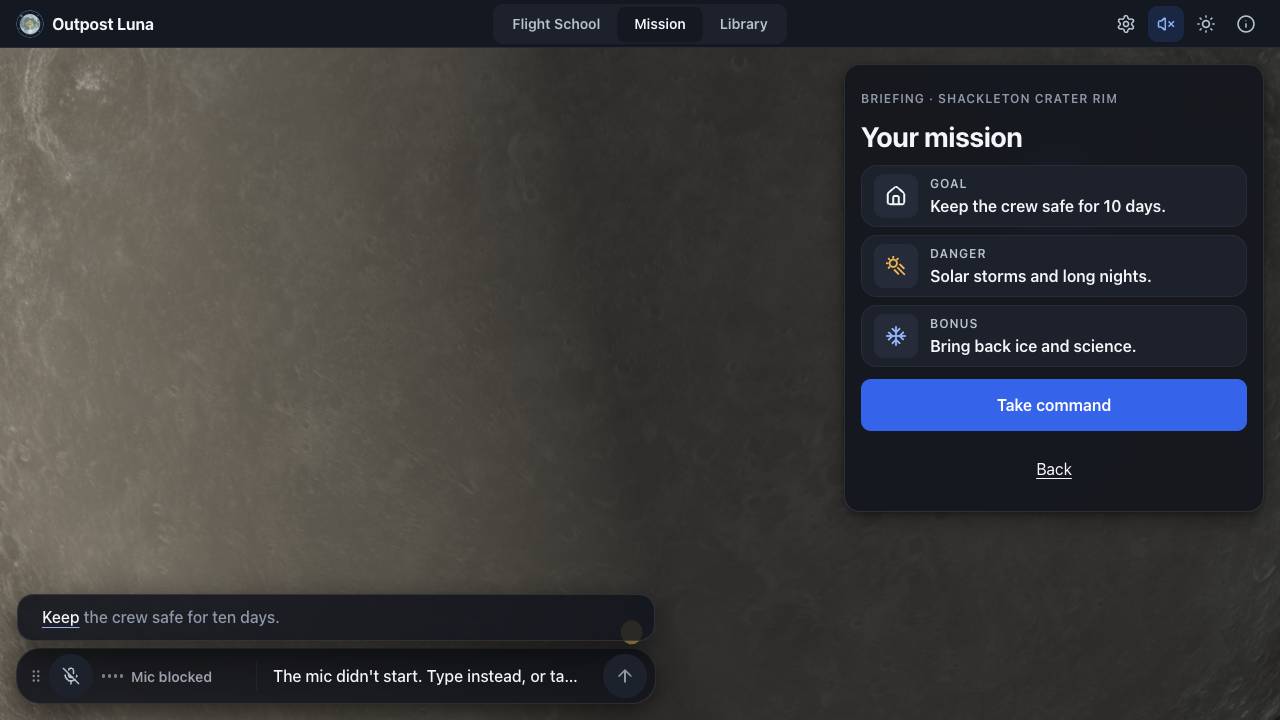 Outpost Luna
Flight School
Mission
Library
BRIEFING · SHACKLETON CRATER RIM
Your mission
GOAL
Keep the crew safe for 10 days.
DANGER
Solar storms and long nights.
BONUS
Bring back ice and science.
Take command
Back
Keep the crew safe for ten days.
Mic blocked
The mic didn't start. Type instead, or ta...